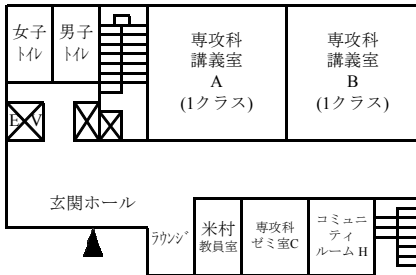 女子
ﾄｲﾚ
男子
ﾄｲﾚ
専攻科
講義室
A
(1クラス)
専攻科
講義室
B
(1クラス)
EV
玄関ホール
ﾗｳﾝｼﾞ
米村
教員室
専攻科
ゼミ室C
コミュニ
ティ
ルームH